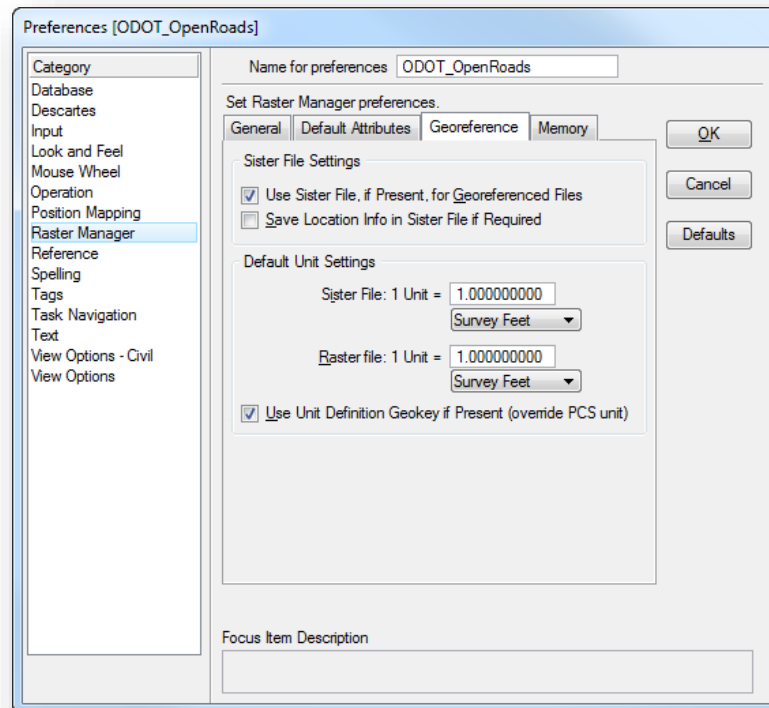 Preferences [ODOT_OpenRoads]
Category
Database
Descartes
Input
Look and Feel
Mouse Wheel
Operation
Position Mapping
Raster Manager
Reference
Spelling
Tags
Task Navigation
Text
View Options - Civil
View Options
Name for preferences ODOT_OpenRoads
Set Raster Manager preferences.
General Default Attributes Georeference Memory
Sister File Settings
Use Sister File, if Present, for Georeferenced Files
Save Location Info in Sister File if Required
Default Unit Settings
Sister File: 1 Unit = 1.000000000
Survey Feet
Raster file: 1 Unit = 1.000000000
Survey Feet
Use Unit Definition Geokey if Present (override PCS unit)
OK
Cancel
Defaults
Focus Item Description